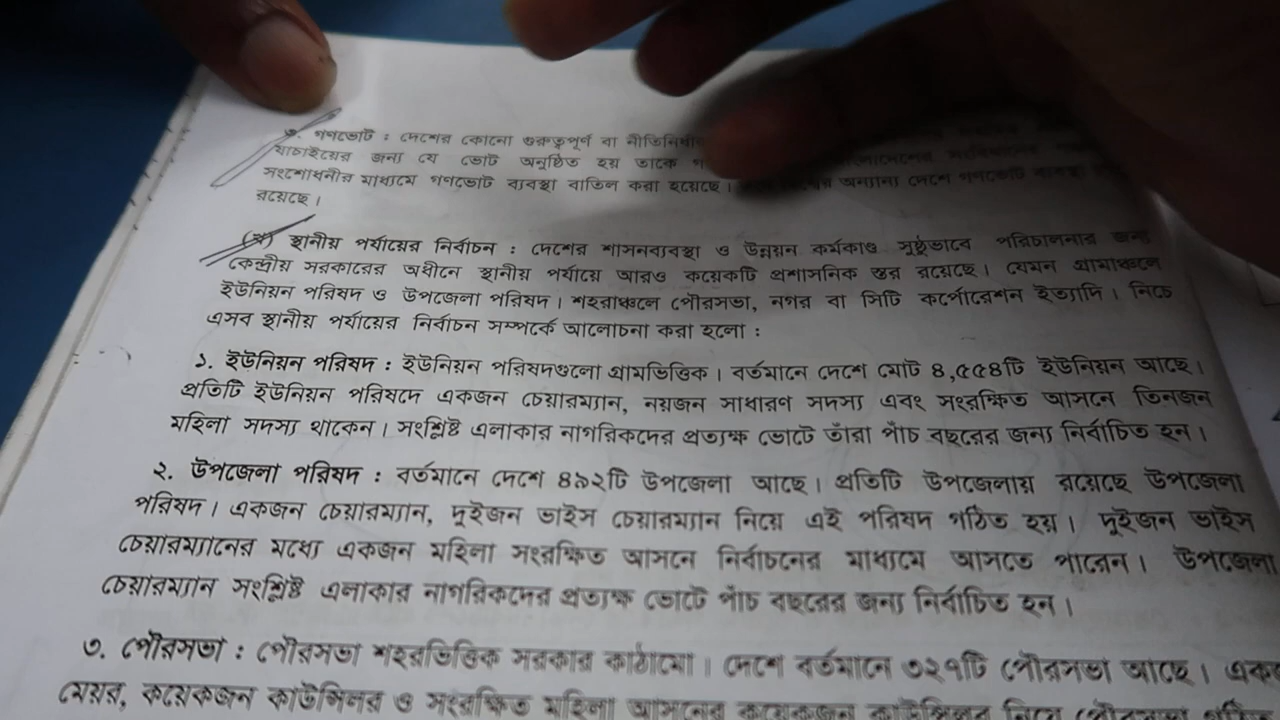 ৩. গণভোট : দেশের কোনো গুরুত্বপূর্ণ বা
যাচাইয়ের জন্য যে ভোট অনুষ্ঠিত হয় তাকে
সংশোধনীর মাধ্যমে গণভোট ব্যবস্থা বাতিল করা হয়েছে। অন্যান্য দেশে গণভোট ব্যবস্থা
রয়েছে।
(খ) স্থানীয় পর্যায়ের নির্বাচন : দেশের শাসনব্যবস্থা ও উন্নয়ন কর্মকাণ্ড সুষ্ঠুভাবে পরিচালনার জন্য
কেন্দ্রীয় সরকারের অধীনে স্থানীয় পর্যায়ে আরও কয়েকটি প্রশাসনিক স্তর রয়েছে। যেমন গ্রামাঞ্চলে
ইউনিয়ন পরিষদ ও উপজেলা পরিষদ। শহরাঞ্চলে পৌরসভা, নগর বা সিটি কর্পোরেশন ইত্যাদি। নিচে
এসব স্থানীয় পর্যায়ের নির্বাচন সম্পর্কে আলোচনা করা হলো :
১. ইউনিয়ন পরিষদ : ইউনিয়ন পরিষদগুলো গ্রামভিত্তিক। বর্তমানে দেশে মোট ৪,৫৫৪টি ইউনিয়ন আছে।
প্রতিটি ইউনিয়ন পরিষদে একজন চেয়ারম্যান, নয়জন সাধারণ সদস্য এবং সংরক্ষিত আসনে তিনজন
মহিলা সদস্য থাকেন। সংশ্লিষ্ট এলাকার নাগরিকদের প্রত্যক্ষ ভোটে তাঁরা পাঁচ বছরের জন্য নির্বাচিত হন।
২. উপজেলা পরিষদ : বর্তমানে দেশে ৪৯২টি উপজেলা আছে। প্রতিটি উপজেলায় রয়েছে উপজেলা
পরিষদ। একজন চেয়ারম্যান, দুইজন ভাইস চেয়ারম্যান নিয়ে এই পরিষদ গঠিত হয়। দুইজন ভাইস
চেয়ারম্যানের মধ্যে একজন মহিলা সংরক্ষিত আসনে নির্বাচনের মাধ্যমে আসতে পারেন। উপজেলা
চেয়ারম্যান সংশ্লিষ্ট এলাকার নাগরিকদের প্রত্যক্ষ ভোটে পাঁচ বছরের জন্য নির্বাচিত হন।
৩. পৌরসভা : পৌরসভা শহরভিত্তিক সরকার কাঠামো। দেশে বর্তমানে ৩২৭টি পৌরসভা আছে।
মেয়র, কয়েকজন কাউন্সিলর ও সংরক্ষিত মহিলা আসনের কয়েকজন কাউন্সিলর নিয়ে পৌরসভা গঠিত